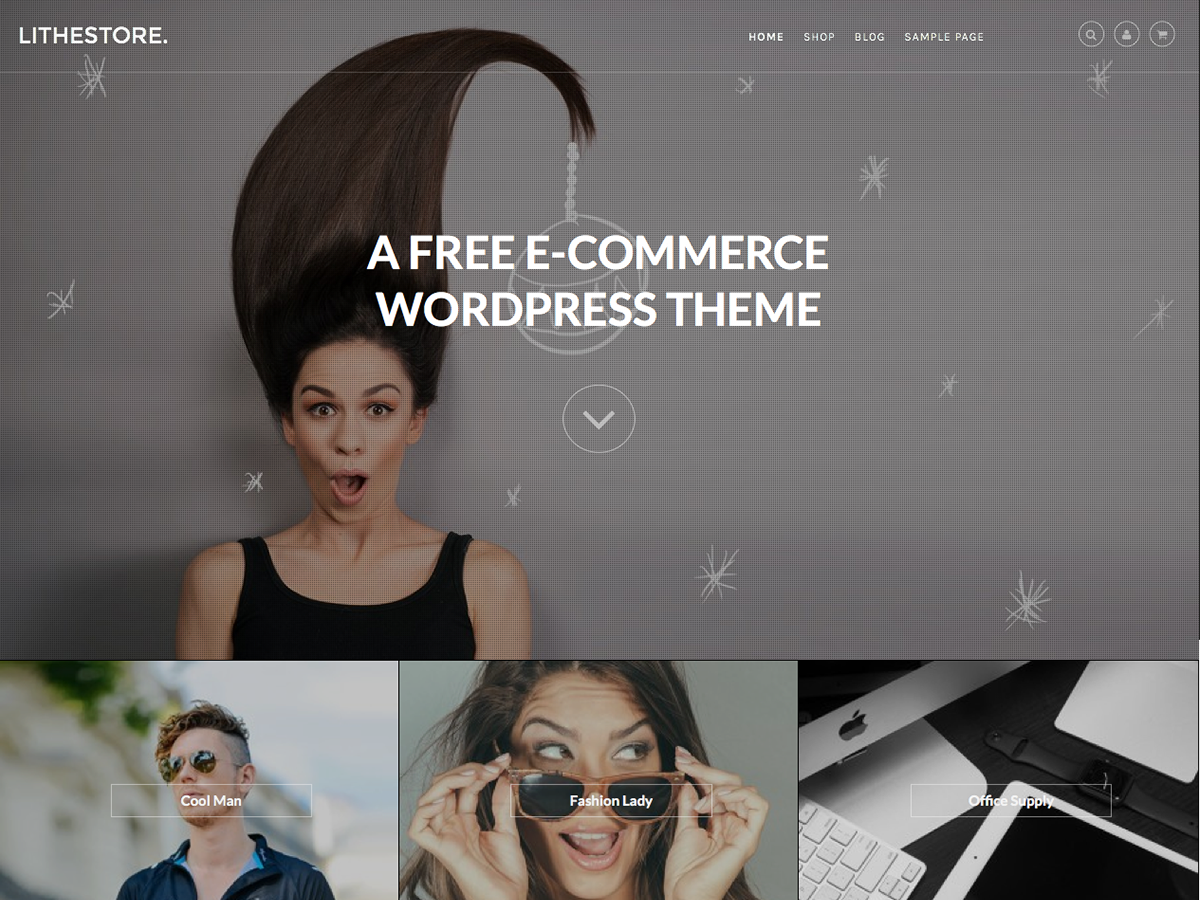 LITHESTORE.
HOME SHOP BLOG SAMPLE PAGE
A FREE E-COMMERCE
WORDPRESS THEME
Cool Man
Fashion Lady
Office Supply